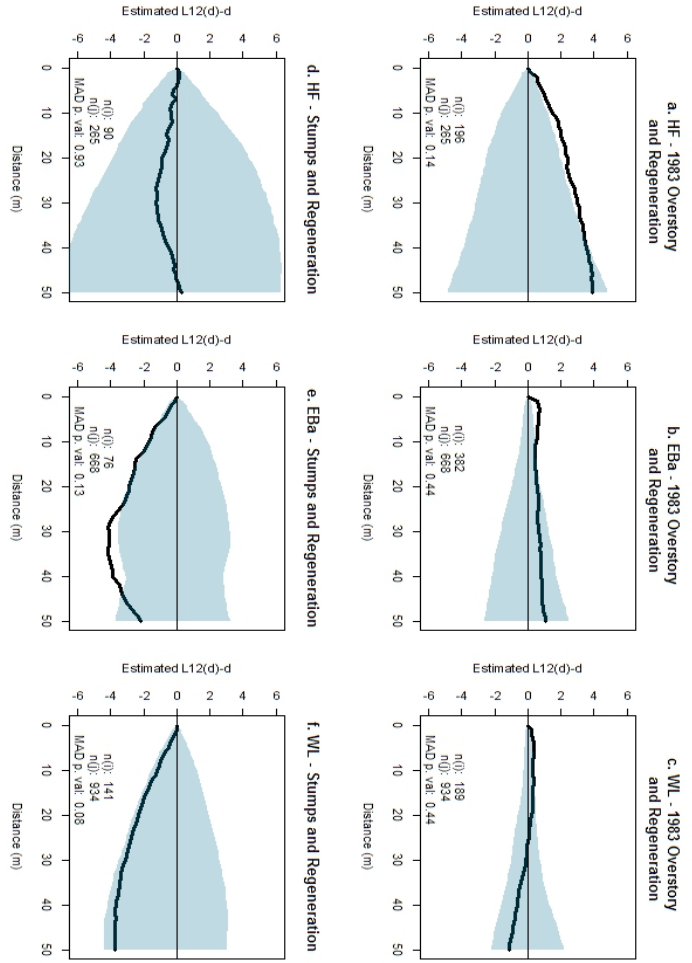 a. HF - 1983 Overstory
and Regeneration
Estimated L12(d)-d
6
4
2
0
-2
-4
-6
n(i): 196
n(j): 265
MAD p. val: 0.14
0 10 20 30 40 50
Distance (m)
b. EBa - 1983 Overstory
and Regeneration
Estimated L12(d)-d
6
4
2
0
-2
-4
-6
n(i): 382
n(j): 668
MAD p. val: 0.44
0 10 20 30 40 50
Distance (m)
c. WL - 1983 Overstory
and Regeneration
Estimated L12(d)-d
6
4
2
0
-2
-4
-6
n(i): 189
n(j): 934
MAD p. val: 0.44
0 10 20 30 40 50
Distance (m)
d. HF - Stumps and Regeneration
Estimated L12(d)-d
6
4
2
0
-2
-4
-6
n(i): 90
n(j): 265
MAD p. val: 0.93
0 10 20 30 40 50
Distance (m)
e. EBa - Stumps and Regeneration
Estimated L12(d)-d
6
4
2
0
-2
-4
-6
n(i): 76
n(j): 668
MAD p. val: 0.13
0 10 20 30 40 50
Distance (m)
f. WL - Stumps and Regeneration
Estimated L12(d)-d
6
4
2
0
-2
-4
-6
n(i): 141
n(j): 934
MAD p. val: 0.08
0 10 20 30 40 50
Distance (m)